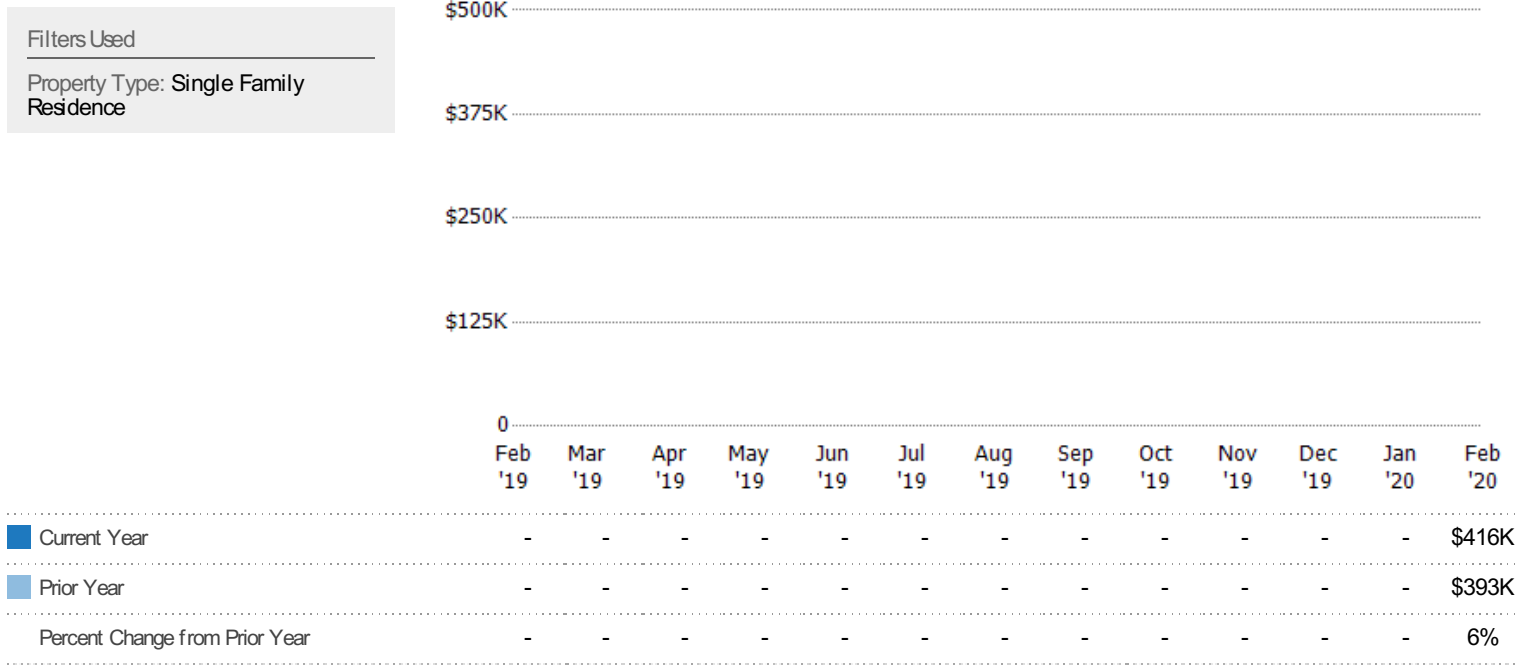 Filters Used
Property Type: Single Family
Residence
$500K
$375K
$250K
$125K
0
Feb Mar Apr May Jun Jul Aug Sep Oct Nov Dec Jan Feb
'19 '19 '19 '19 '19 '19 '19 '19 '19 '19 '19 '20 '20
Current Year - - - - - - - - - - - - $416K
Prior Year - - - - - - - - - - - - $393K
Percent Change from Prior Year - - - - - - - - - - - - 6%